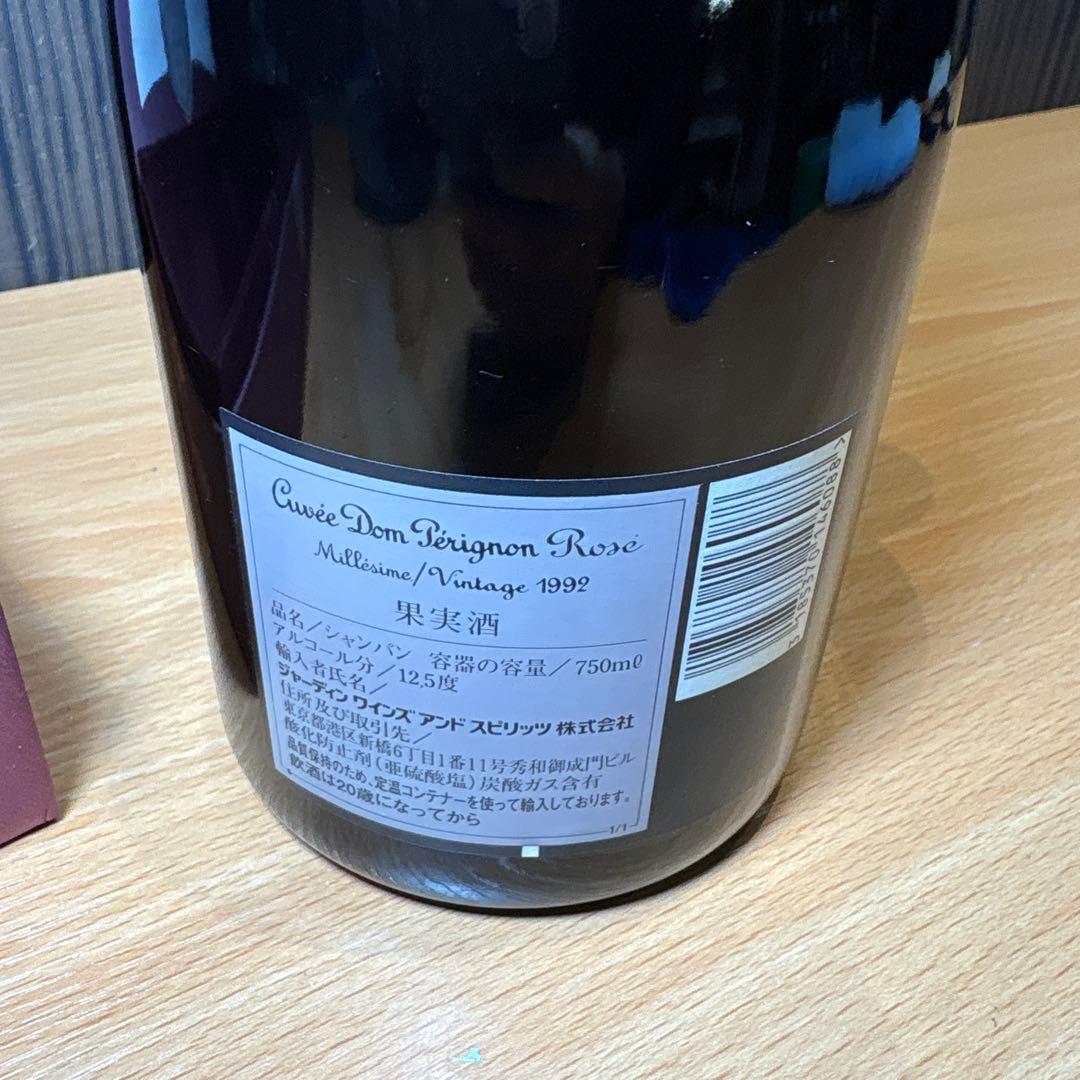 Cuvée Dom Pérignon Rosé
Millésime/Vintage 1992
果実酒
品名/シャンパン 容器の容量/750mℓ
アルコール分/12.5度
輸入者氏名/
ジャーディン ワインズ アンド スピリッツ 株式会社
住所及び取引先/
東京都港区新橋6丁目1番11号秀和御成門ビル
酸化防止剤(亜硫酸塩)炭酸ガス含有
品質保持のため、定温コンテナーを使って輸入しております。
飲酒は20歳になってから
1/1
3 185370 146088 >